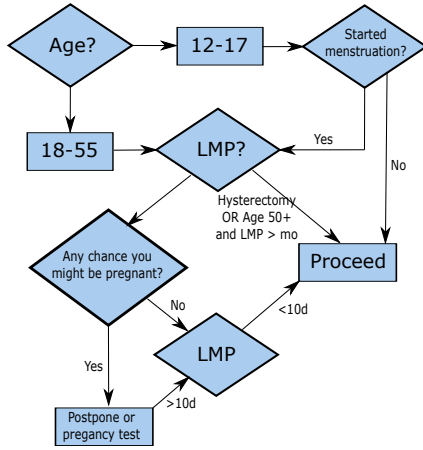 Age?
12-17
Started
menstruation?
18-55
LMP?
Yes
No
Hysterectomy
OR Age 50+
and LMP > mo
Any chance you
might be pregnant?
Proceed
No
<10d
LMP
Yes
>10d
Postpone or
pregancy test